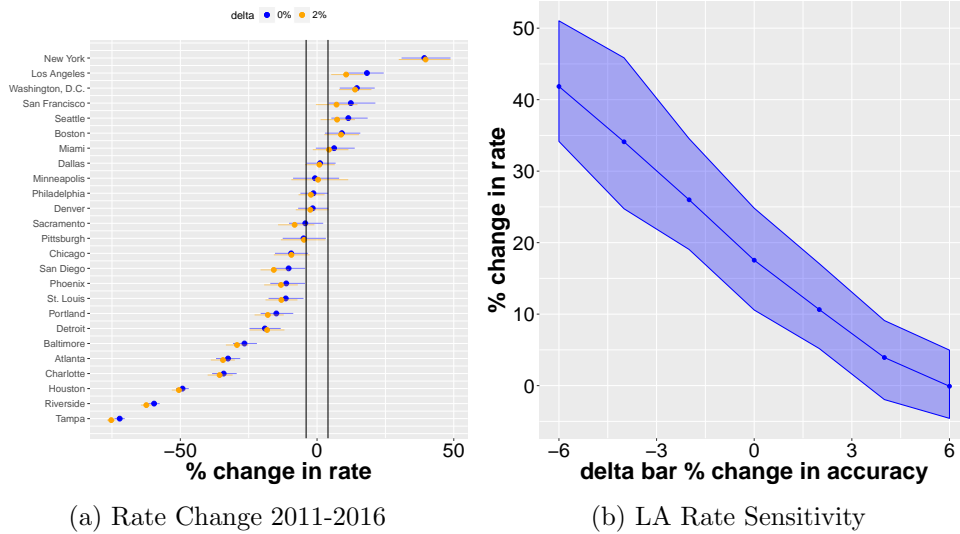 delta 0% 2%
New York
Los Angeles
Washington, D.C.
San Francisco
Seattle
Boston
Miami
Dallas
Minneapolis
Philadelphia
Denver
Sacramento
Pittsburgh
Chicago
San Diego
Phoenix
St. Louis
Portland
Detroit
Baltimore
Atlanta
Charlotte
Houston
Riverside
Tampa
−50 0 50
% change in rate
(a) Rate Change 2011-2016
% change in rate
50
40
30
20
10
0
−6 −3 0 3 6
delta bar % change in accuracy
(b) LA Rate Sensitivity